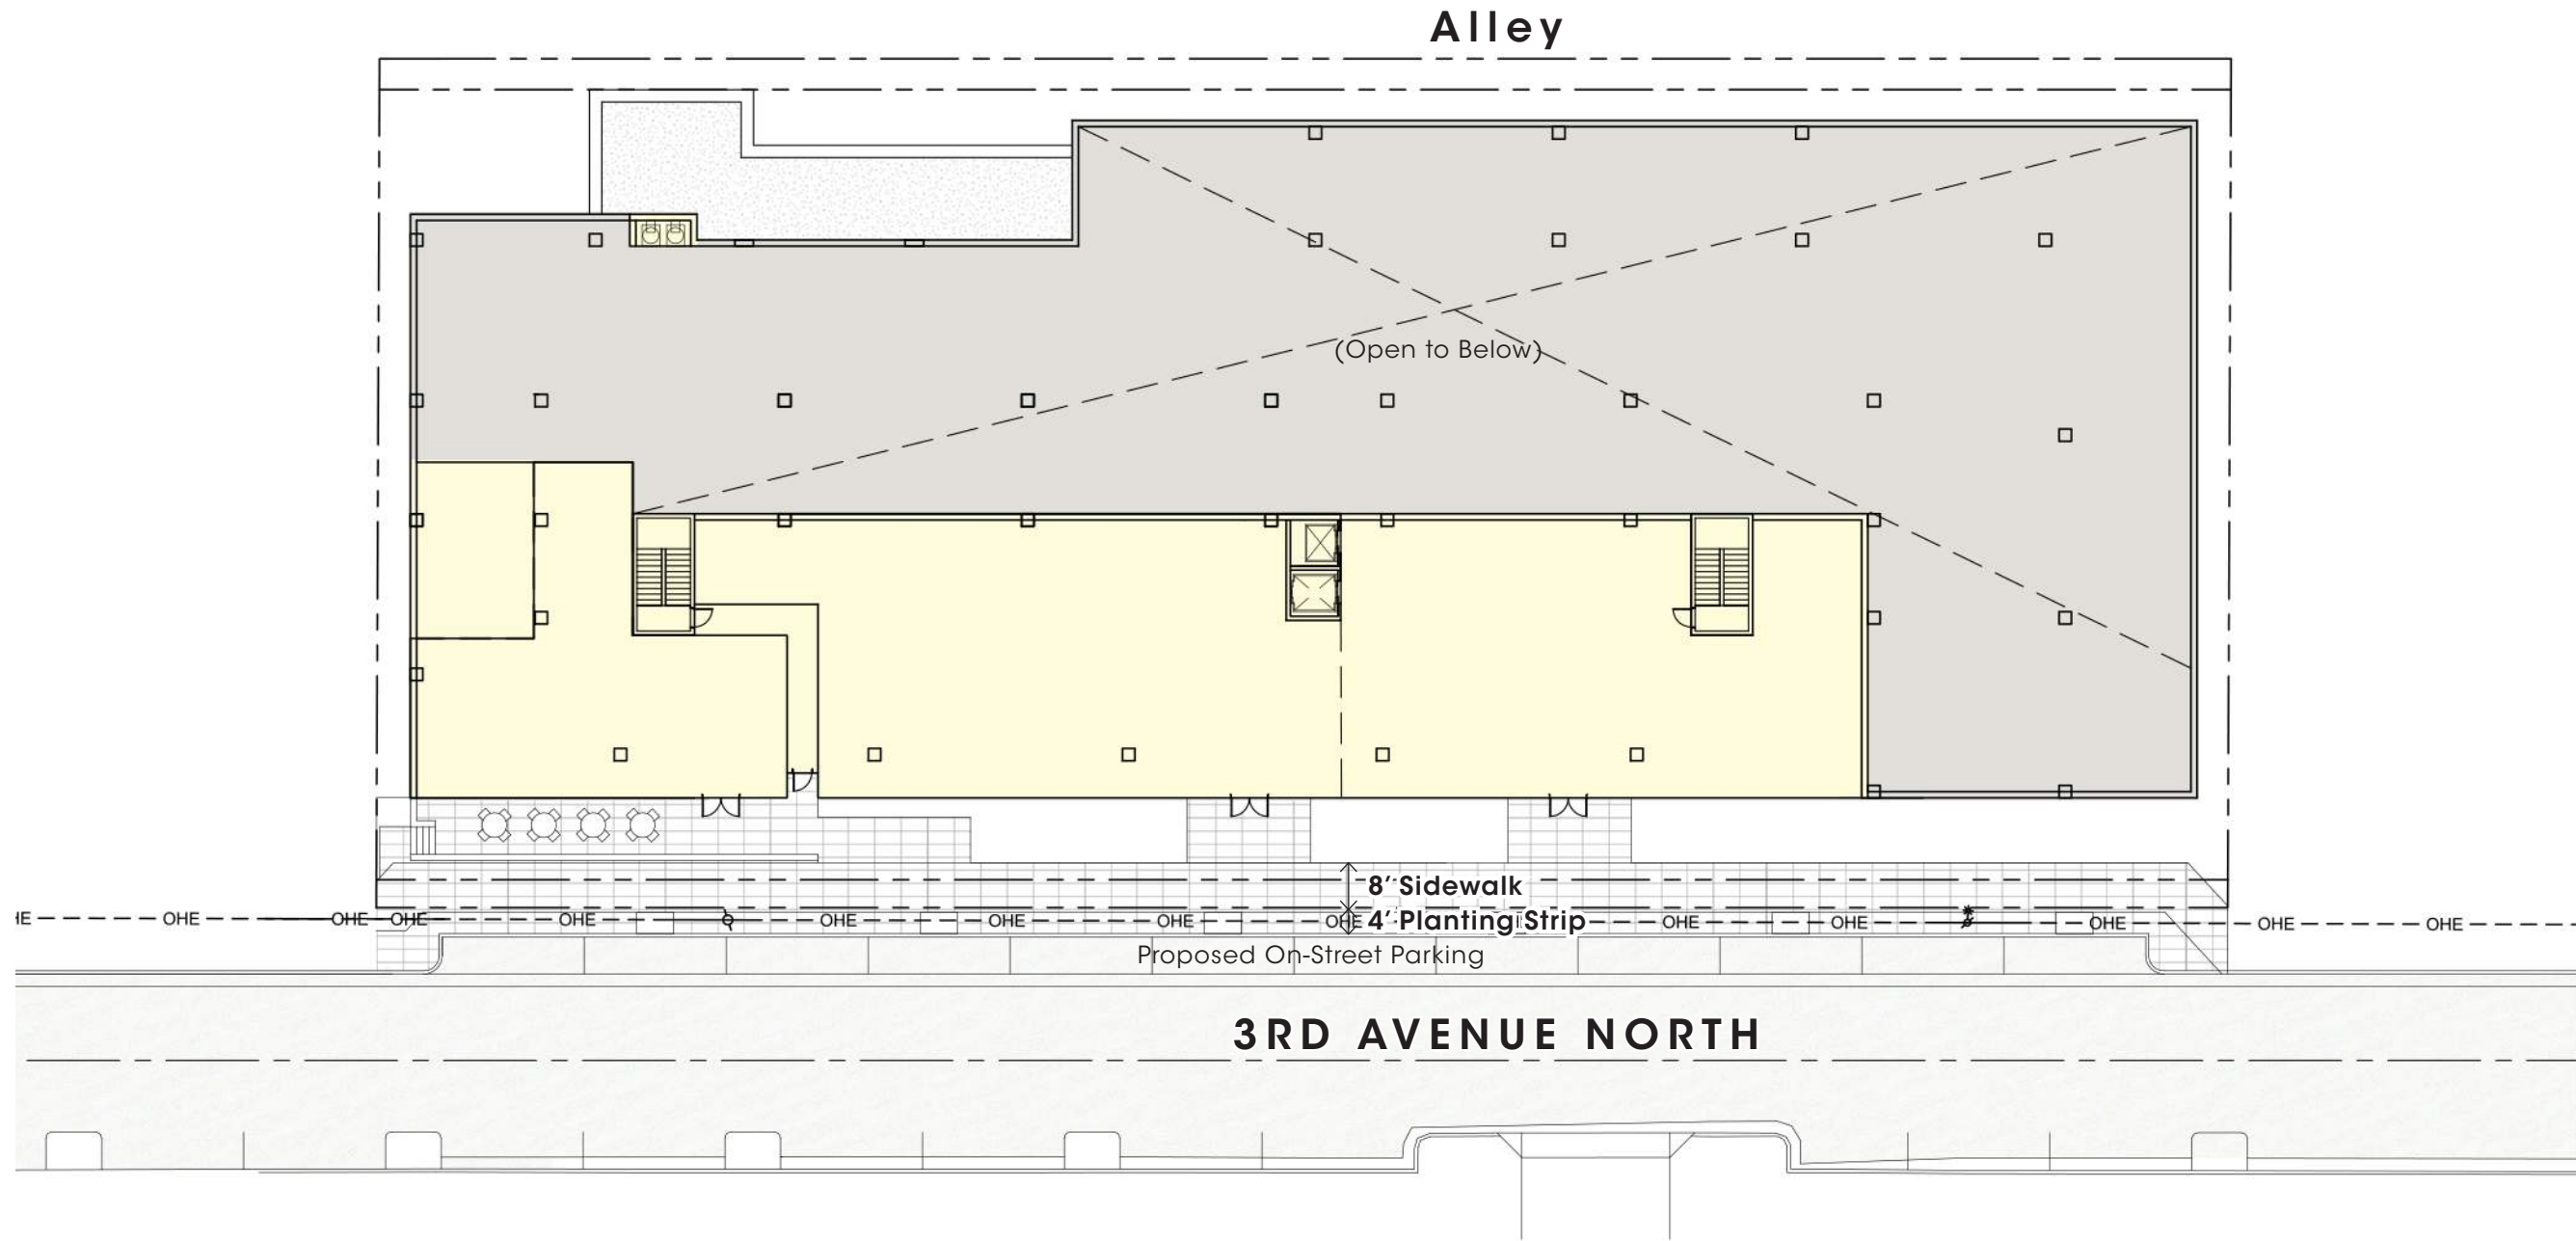 Alley
(Open to Below)
8' Sidewalk
HE OHE OHE OHE OHE OHE OHE OHE OHE 4' Planting Strip OHE OHE OHE OHE OHE
Proposed On-Street Parking
3RD AVENUE NORTH